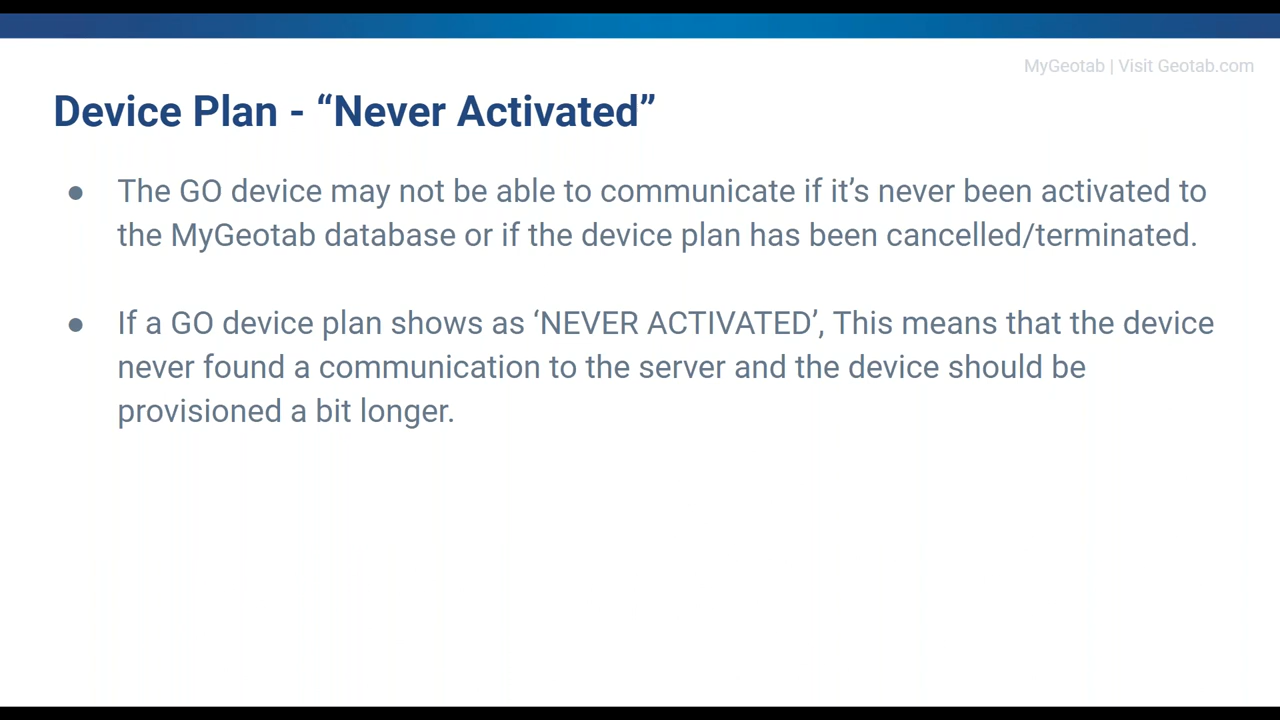 MyGeotab | Visit Geotab.com
Device Plan - “Never Activated”
● The GO device may not be able to communicate if it’s never been activated to
the MyGeotab database or if the device plan has been cancelled/terminated.
● If a GO device plan shows as ‘NEVER ACTIVATED’, This means that the device
never found a communication to the server and the device should be
provisioned a bit longer.